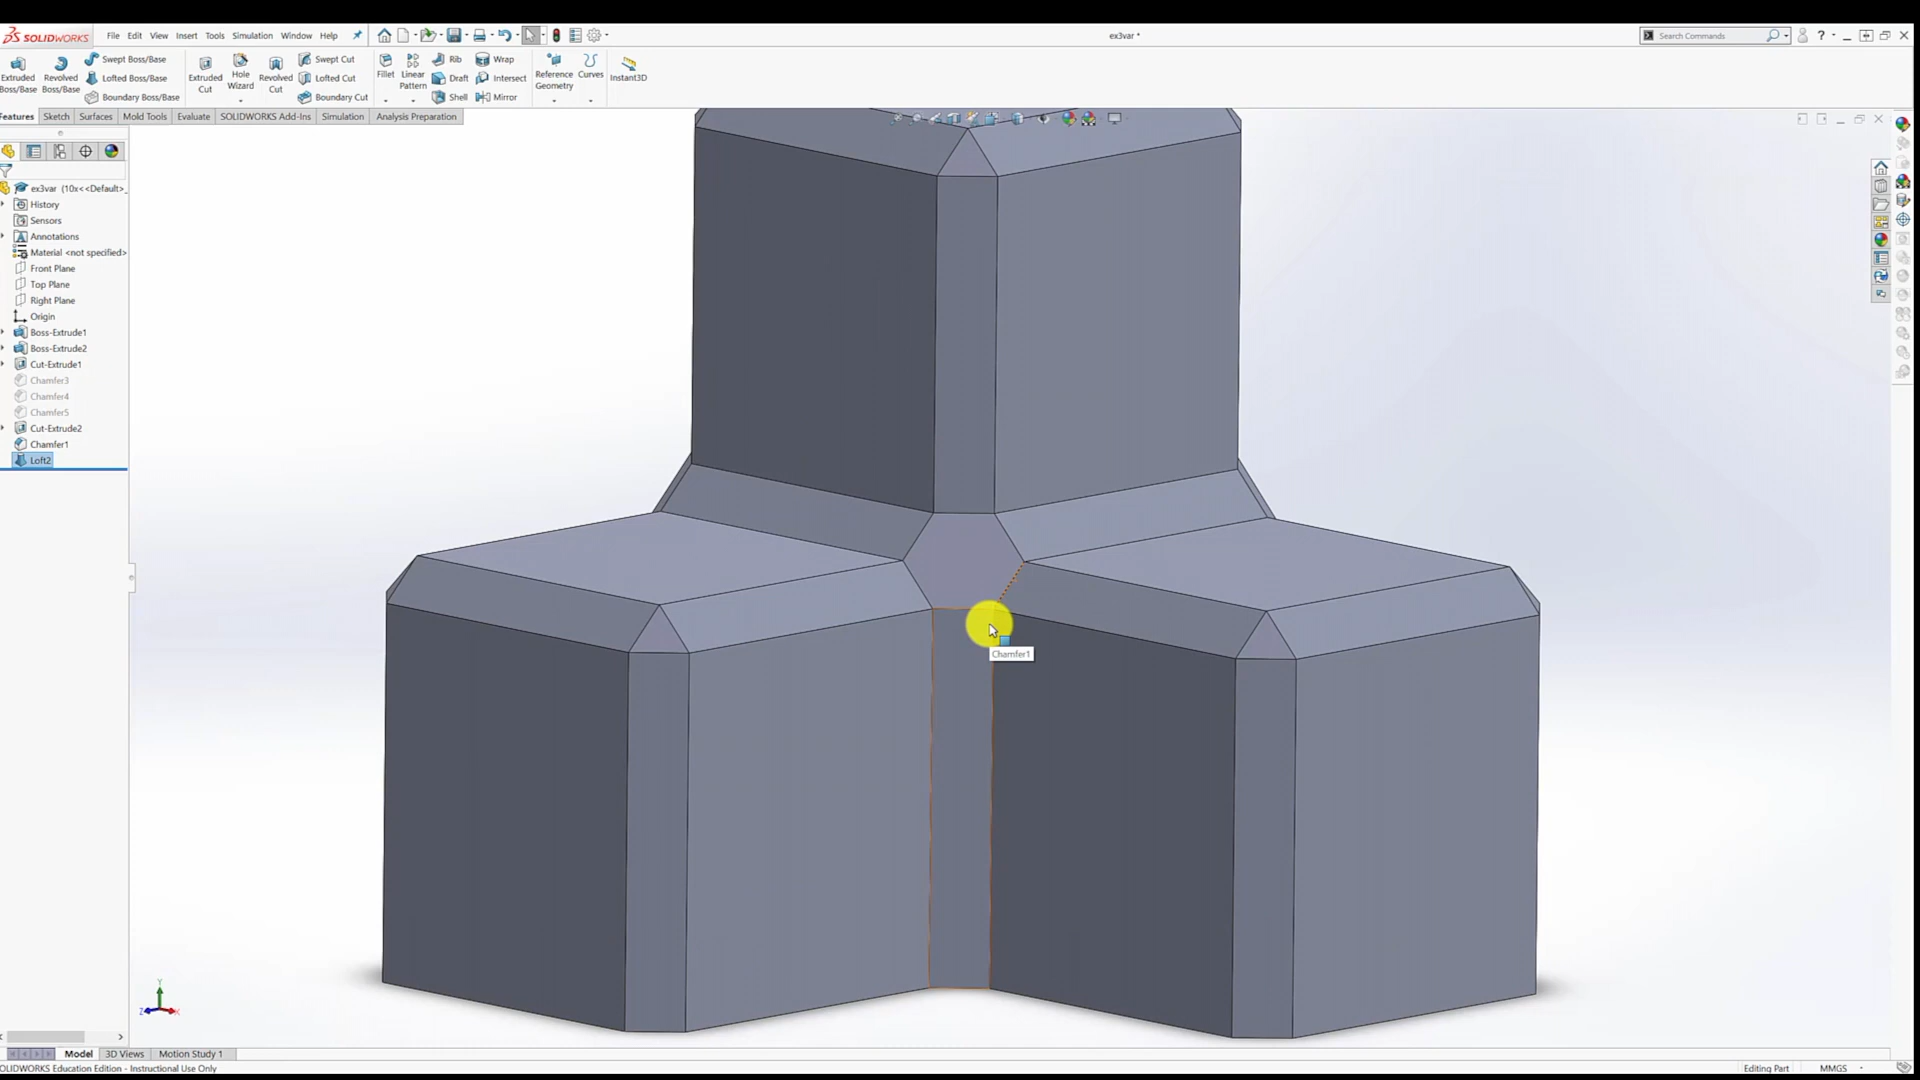 SOLIDWORKS File Edit View Insert Tools Simulation Window Help ex3var * Search Commands ?
Extruded Boss/Base
Revolved Boss/Base
Swept Boss/Base
Lofted Boss/Base
Boundary Boss/Base
Extruded Cut
Hole Wizard
Revolved Cut
Swept Cut
Lofted Cut
Boundary Cut
Fillet
Linear Pattern
Rib
Draft
Shell
Wrap
Intersect
Mirror
Reference Geometry
Curves
Instant3D
Features Sketch Surfaces Mold Tools Evaluate SOLIDWORKS Add-Ins Simulation Analysis Preparation
ex3var (10x<<Default>_
History
Sensors
Annotations
Material <not specified>
Front Plane
Top Plane
Right Plane
Origin
Boss-Extrude1
Boss-Extrude2
Cut-Extrude1
Chamfer3
Chamfer4
Chamfer5
Cut-Extrude2
Chamfer1
Loft2
Chamfer1
Y
Z
X
Model 3D Views Motion Study 1
SOLIDWORKS Education Edition - Instructional Use Only Editing Part MMGS